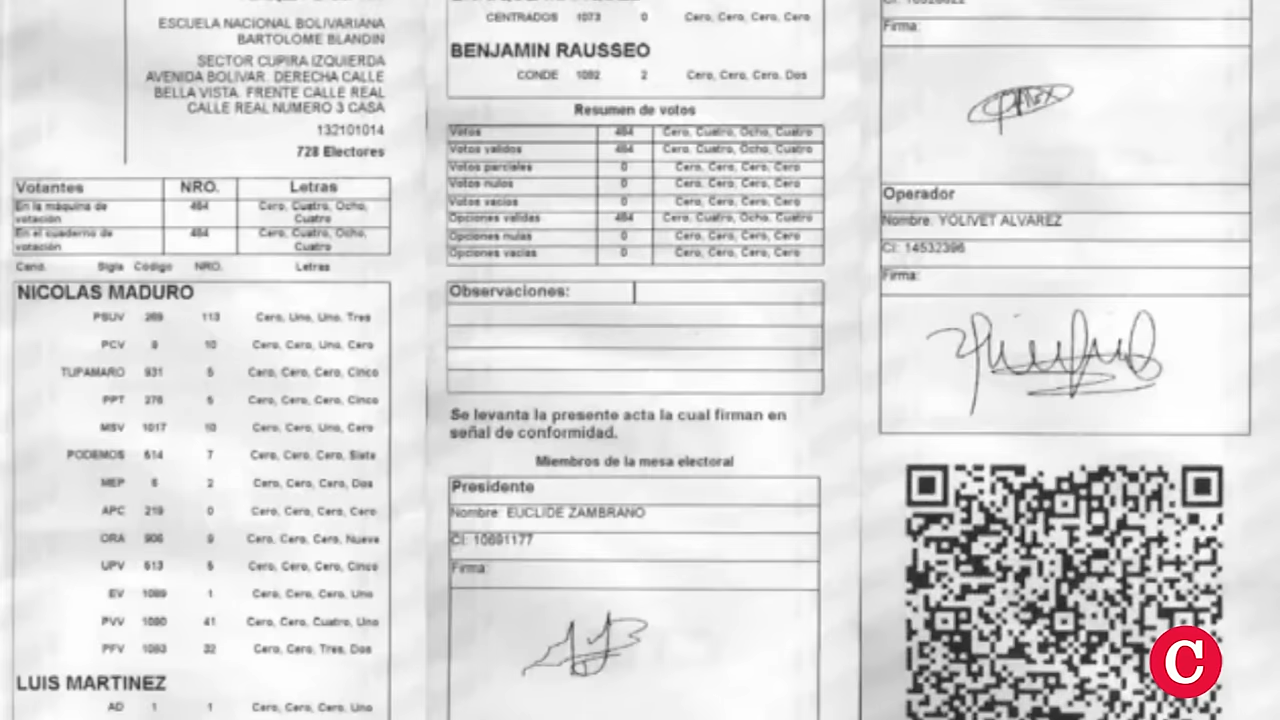 ESCUELA NACIONAL BOLIVARIANA
BARTOLOME BLANDIN
SECTOR CUPIRA IZQUIERDA
AVENIDA BOLIVAR. DERECHA CALLE
BELLA VISTA. FRENTE CALLE REAL
CALLE REAL NUMERO 3 CASA
132101014
728 Electores
Votantes NRO. Letras
En la máquina de votación 484 Cero, Cuatro, Ocho, Cuatro
En el cuaderno de votación 484 Cero, Cuatro, Ocho, Cuatro
Cand. Sigla Código NRO. Letras
NICOLAS MADURO
PSUV 269 113 Cero, Uno, Uno, Tres
PCV 9 10 Cero, Cero, Uno, Cero
TUPAMARO 931 5 Cero, Cero, Cero, Cinco
PPT 276 5 Cero, Cero, Cero, Cinco
MSV 1017 10 Cero, Cero, Uno, Cero
PODEMOS 614 7 Cero, Cero, Cero, Siete
MEP 6 2 Cero, Cero, Cero, Dos
APC 219 0 Cero, Cero, Cero, Cero
ORA 906 9 Cero, Cero, Cero, Nueve
UPV 613 5 Cero, Cero, Cero, Cinco
EV 1089 1 Cero, Cero, Cero, Uno
PVV 1090 41 Cero, Cero, Cuatro, Uno
PFV 1093 32 Cero, Cero, Tres, Dos
LUIS MARTINEZ
AD 1 1 Cero, Cero, Cero, Uno
CENTRADOS 1073 0 Cero, Cero, Cero, Cero
BENJAMIN RAUSSEO
CONDE 1092 2 Cero, Cero, Cero, Dos
Resumen de votos
Votos 484 Cero, Cuatro, Ocho, Cuatro
Votos validos 484 Cero, Cuatro, Ocho, Cuatro
Votos parciales 0 Cero, Cero, Cero, Cero
Votos nulos 0 Cero, Cero, Cero, Cero
Votos vacios 0 Cero, Cero, Cero, Cero
Opciones validas 484 Cero, Cuatro, Ocho, Cuatro
Opciones nulas 0 Cero, Cero, Cero, Cero
Opciones vacias 0 Cero, Cero, Cero, Cero
Observaciones:
Se levanta la presente acta la cual firman en
señal de conformidad.
Miembros de la mesa electoral
Presidente
Nombre: EUCLIDE ZAMBRANO
CI: 10691177
Firma:
Firma:
Operador
Nombre: YOLIVET ALVAREZ
CI: 14532396
Firma:
C